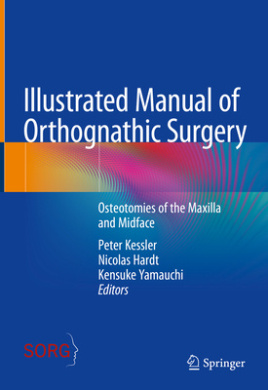 Illustrated Manual of
Orthognathic Surgery
Osteotomies of the Maxilla
and Midface
Peter Kessler
Nicolas Hardt
Kensuke Yamauchi
Editors
SORG
Springer